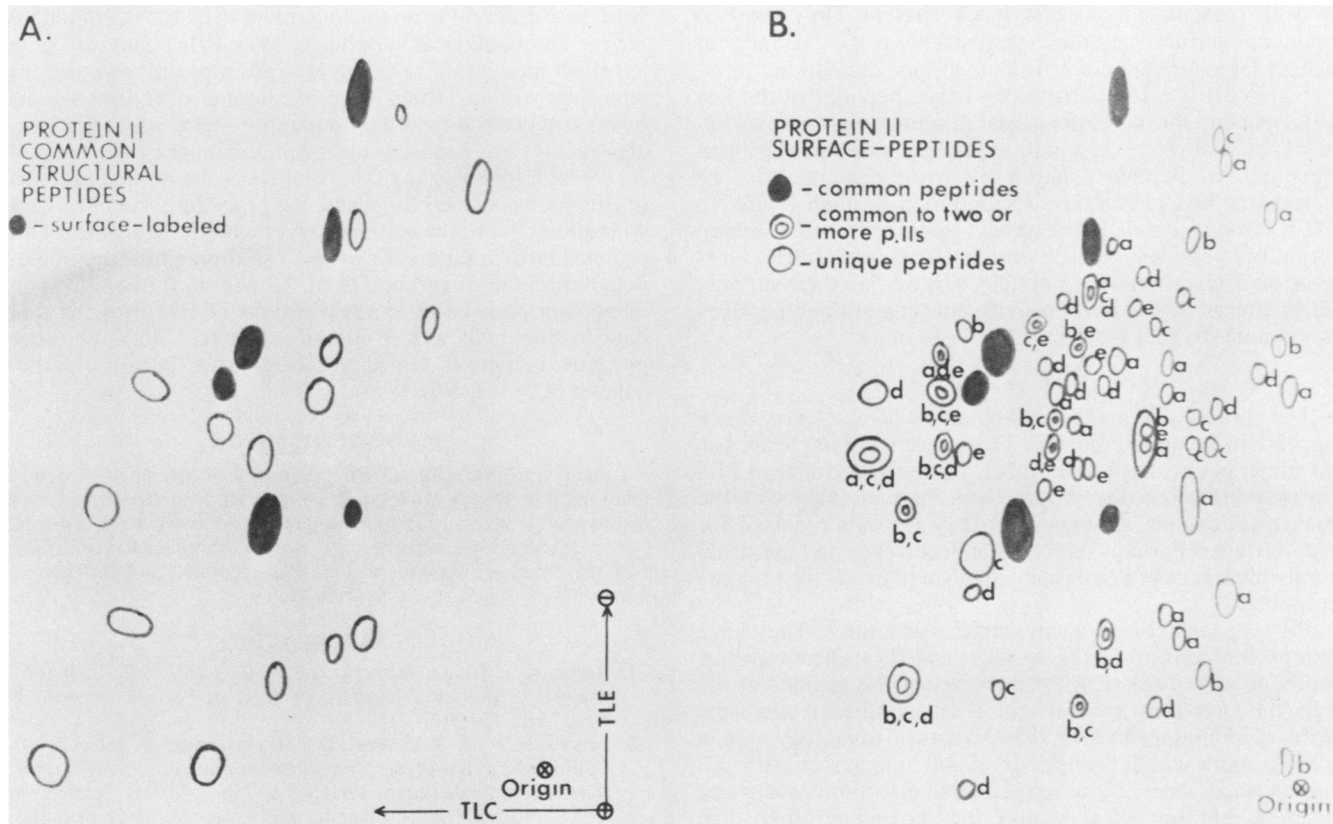 A.
PROTEIN II
COMMON
STRUCTURAL
PEPTIDES
-surface-labeled
TLE
Origin
TLC
B.
PROTEIN II
SURFACE-PEPTIDES
-common peptides
common to two or
more p.IIs
-unique peptides
c
a
a
a
b
a
d
d
c
d
c
b
c,e
b,e
c
b
a,d,e
d
e
a
a
d
d
d
d
a
a
b,c,e
b,c
a
c
b
e
a
c
c
b,c,d
e
d,e
d
e
a,c,d
e
a
b,c
c
d
a
a
a
b,d
b
b,c,d
c
b,c
d
b
d
Origin